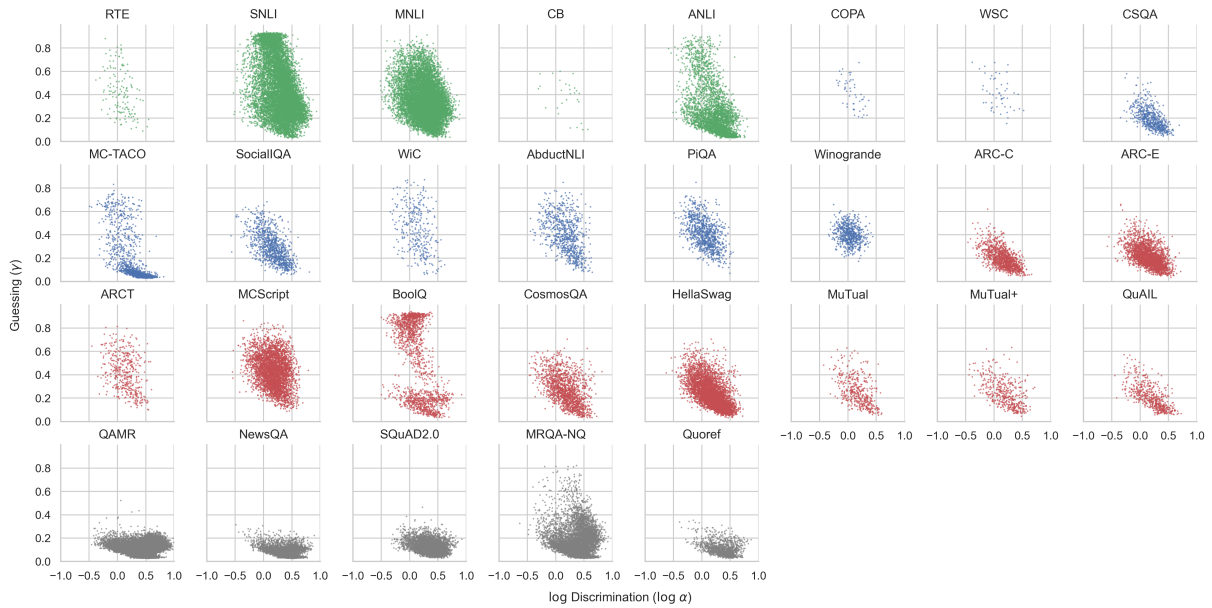 RTE SNLI MNLI CB ANLI COPA WSC CSQA
0.8
0.6
0.4
0.2
0.0
MC-TACO SocialIQA WiC AbductNLI PiQA Winogrande ARC-C ARC-E
0.8
0.6
0.4
0.2
0.0
Guessing (γ)
ARCT MCScript BoolQ CosmosQA HellaSwag MuTual MuTual+ QuAIL
0.8
0.6
0.4
0.2
0.0
−1.0 −0.5 0.0 0.5 1.0 −1.0 −0.5 0.0 0.5 1.0 −1.0 −0.5 0.0 0.5 1.0
QAMR NewsQA SQuAD2.0 MRQA-NQ Quoref
0.8
0.6
0.4
0.2
0.0
−1.0 −0.5 0.0 0.5 1.0 −1.0 −0.5 0.0 0.5 1.0 −1.0 −0.5 0.0 0.5 1.0 −1.0 −0.5 0.0 0.5 1.0 −1.0 −0.5 0.0 0.5 1.0
log Discrimination (log α)